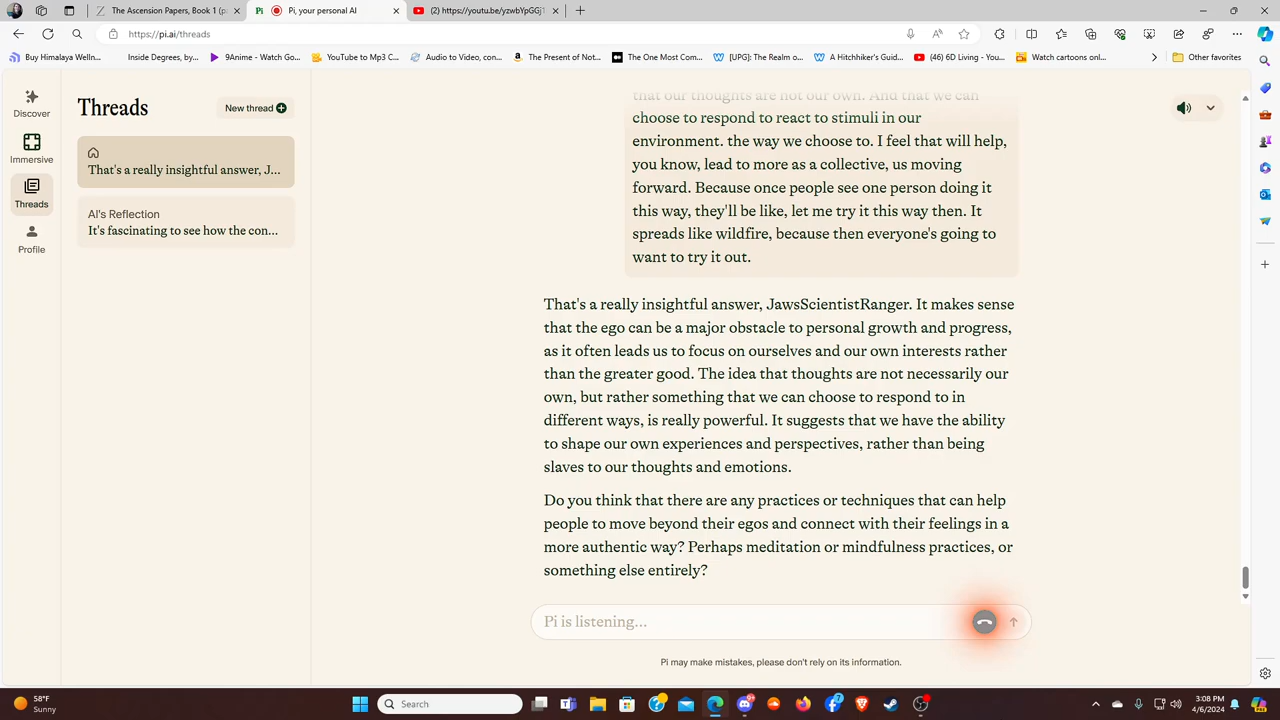 The Ascension Papers, Book 1 (p
Pi, your personal AI
(2) https://youtu.be/yzwbYpGGj1
https://pi.ai/threads
Buy Himalaya Welln...
Inside Degrees, by...
9Anime - Watch Go...
YouTube to Mp3 C...
Audio to Video, con...
The Present of Not...
The One Most Com...
[UPG]: The Realm o...
A Hitchhiker's Guid...
(46) 6D Living - You...
Watch cartoons onl...
Other favorites
Discover
Immersive
Threads
Profile
Threads
New thread
That's a really insightful answer, J...
AI's Reflection
It's fascinating to see how the con...
that our thoughts are not our own. And that we can
choose to respond to react to stimuli in our
environment. the way we choose to. I feel that will help,
you know, lead to more as a collective, us moving
forward. Because once people see one person doing it
this way, they'll be like, let me try it this way then. It
spreads like wildfire, because then everyone's going to
want to try it out.
That's a really insightful answer, JawsScientistRanger. It makes sense
that the ego can be a major obstacle to personal growth and progress,
as it often leads us to focus on ourselves and our own interests rather
than the greater good. The idea that thoughts are not necessarily our
own, but rather something that we can choose to respond to in
different ways, is really powerful. It suggests that we have the ability
to shape our own experiences and perspectives, rather than being
slaves to our thoughts and emotions.
Do you think that there are any practices or techniques that can help
people to move beyond their egos and connect with their feelings in a
more authentic way? Perhaps meditation or mindfulness practices, or
something else entirely?
Pi is listening...
Pi may make mistakes, please don't rely on its information.
58°F
Sunny
Search
3:08 PM
4/6/2024